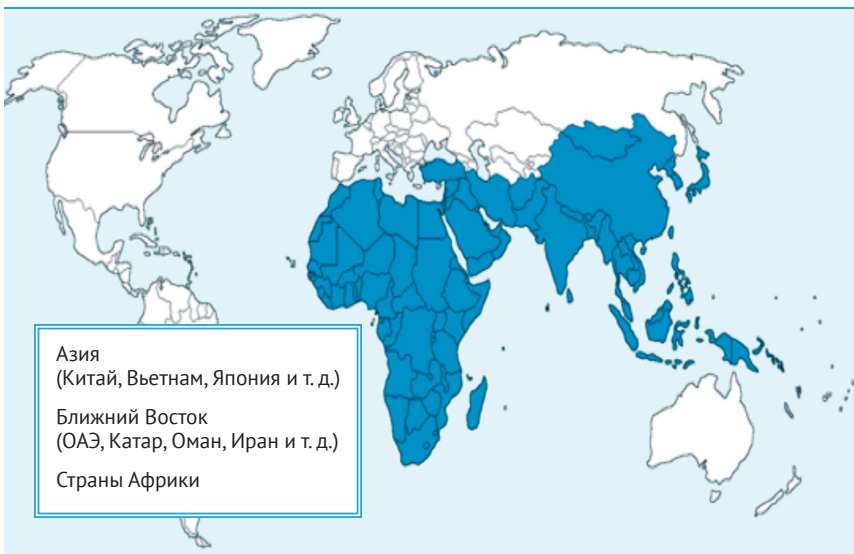 Азия
(Китай, Вьетнам, Япония и т. д.)
Ближний Восток
(ОАЭ, Катар, Оман, Иран и т. д.)
Страны Африки